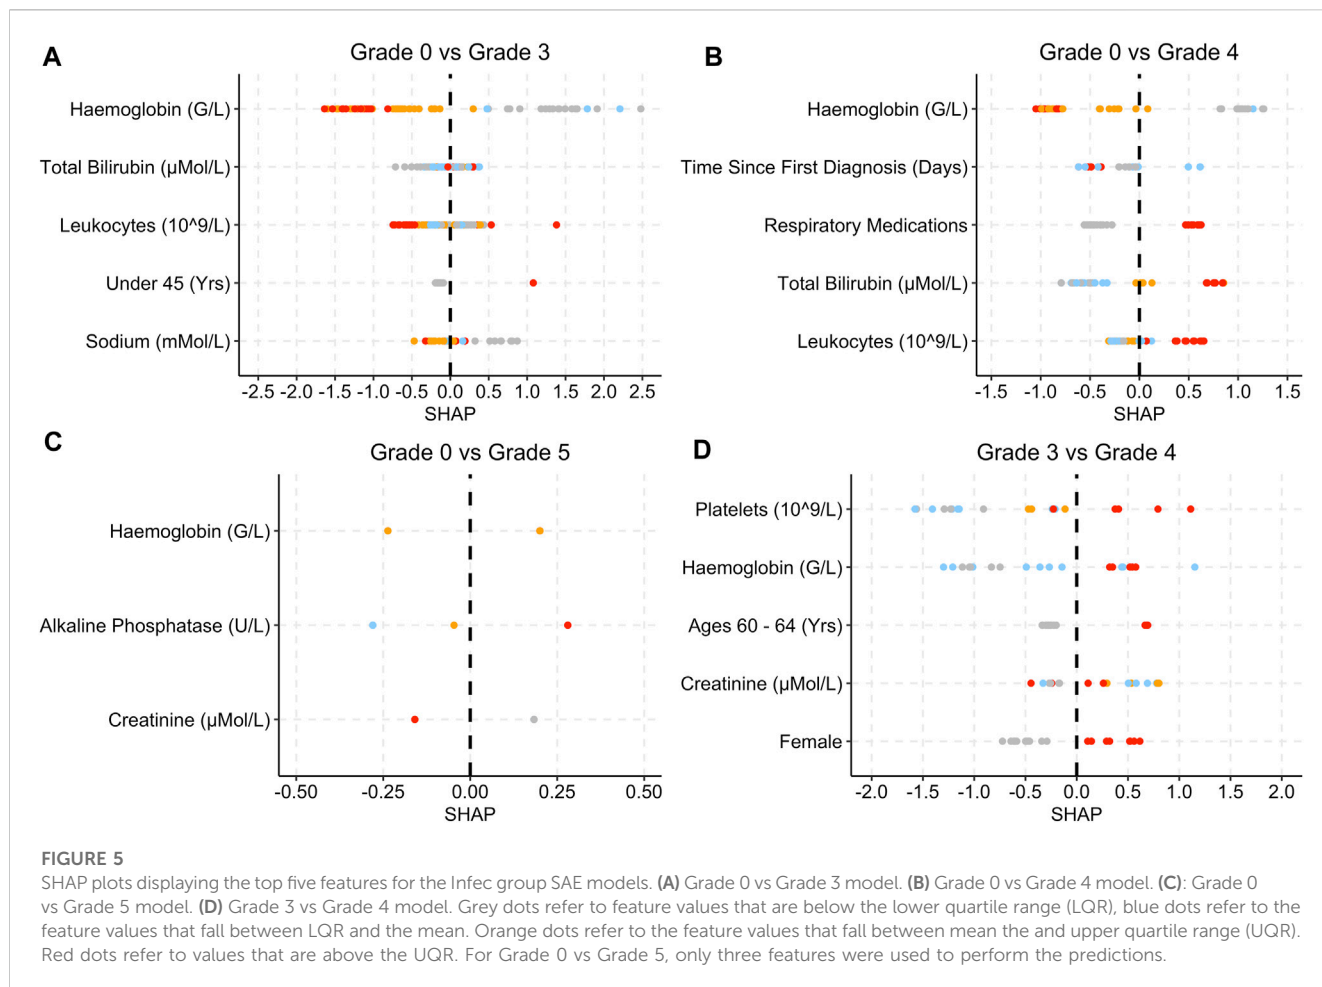 A
Grade 0 vs Grade 3
Haemoglobin (G/L)
Total Bilirubin (µMol/L)
Leukocytes (10^9/L)
Under 45 (Yrs)
Sodium (mMol/L)
-2.5 -2.0 -1.5 -1.0 -0.5 0.0 0.5 1.0 1.5 2.0 2.5
SHAP
B
Grade 0 vs Grade 4
Haemoglobin (G/L)
Time Since First Diagnosis (Days)
Respiratory Medications
Total Bilirubin (µMol/L)
Leukocytes (10^9/L)
-1.5 -1.0 -0.5 0.0 0.5 1.0 1.5
SHAP
C
Grade 0 vs Grade 5
Haemoglobin (G/L)
Alkaline Phosphatase (U/L)
Creatinine (µMol/L)
-0.50 -0.25 0.00 0.25 0.50
SHAP
D
Grade 3 vs Grade 4
Platelets (10^9/L)
Haemoglobin (G/L)
Ages 60 - 64 (Yrs)
Creatinine (µMol/L)
Female
-2.0 -1.5 -1.0 -0.5 0.0 0.5 1.0 1.5 2.0
SHAP
FIGURE 5
SHAP plots displaying the top five features for the Infec group SAE models. (A) Grade 0 vs Grade 3 model. (B) Grade 0 vs Grade 4 model. (C): Grade 0
vs Grade 5 model. (D) Grade 3 vs Grade 4 model. Grey dots refer to feature values that are below the lower quartile range (LQR), blue dots refer to the
feature values that fall between LQR and the mean. Orange dots refer to the feature values that fall between mean the and upper quartile range (UQR).
Red dots refer to values that are above the UQR. For Grade 0 vs Grade 5, only three features were used to perform the predictions.